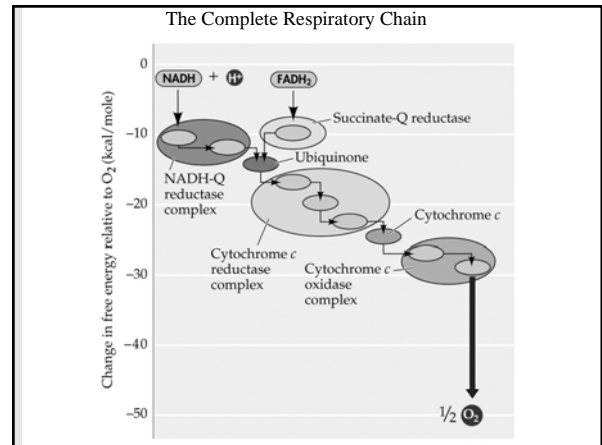 The Complete Respiratory Chain
Change in free energy relative to O₂ (kcal/mole)
0
−10
−20
−30
−40
−50
NADH + H⁺
FADH₂
Succinate-Q reductase
Ubiquinone
NADH-Q
reductase
complex
Cytochrome c
reductase
complex
Cytochrome c
Cytochrome c
oxidase
complex
½ O₂